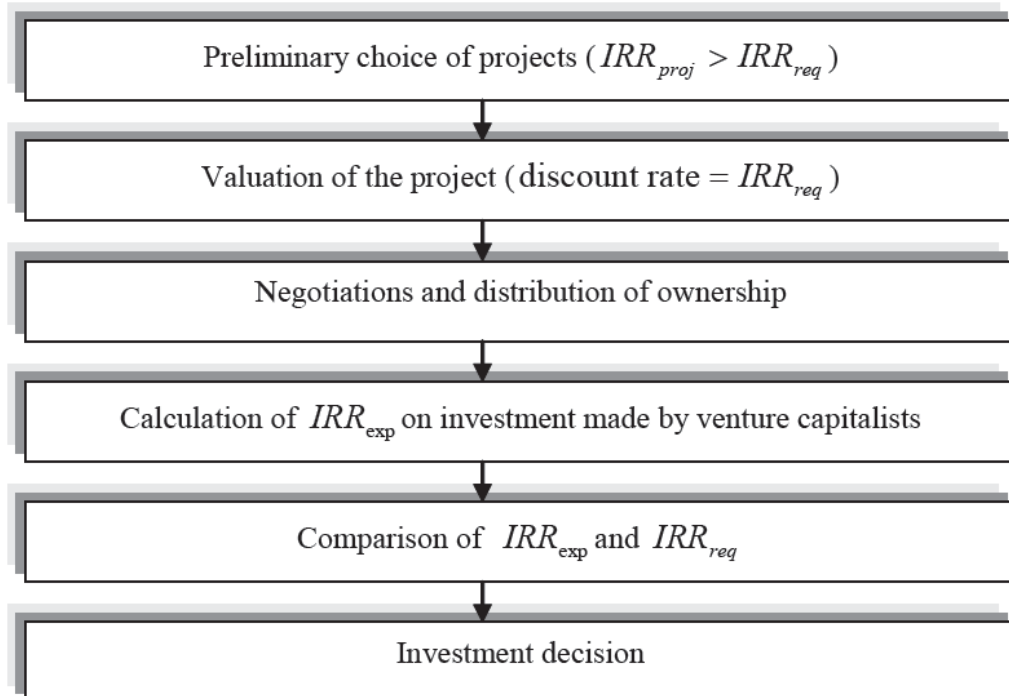 Preliminary choice of projects ( IRR_proj > IRR_req )
Valuation of the project ( discount rate = IRR_req )
Negotiations and distribution of ownership
Calculation of IRR_exp on investment made by venture capitalists
Comparison of IRR_exp and IRR_req
Investment decision